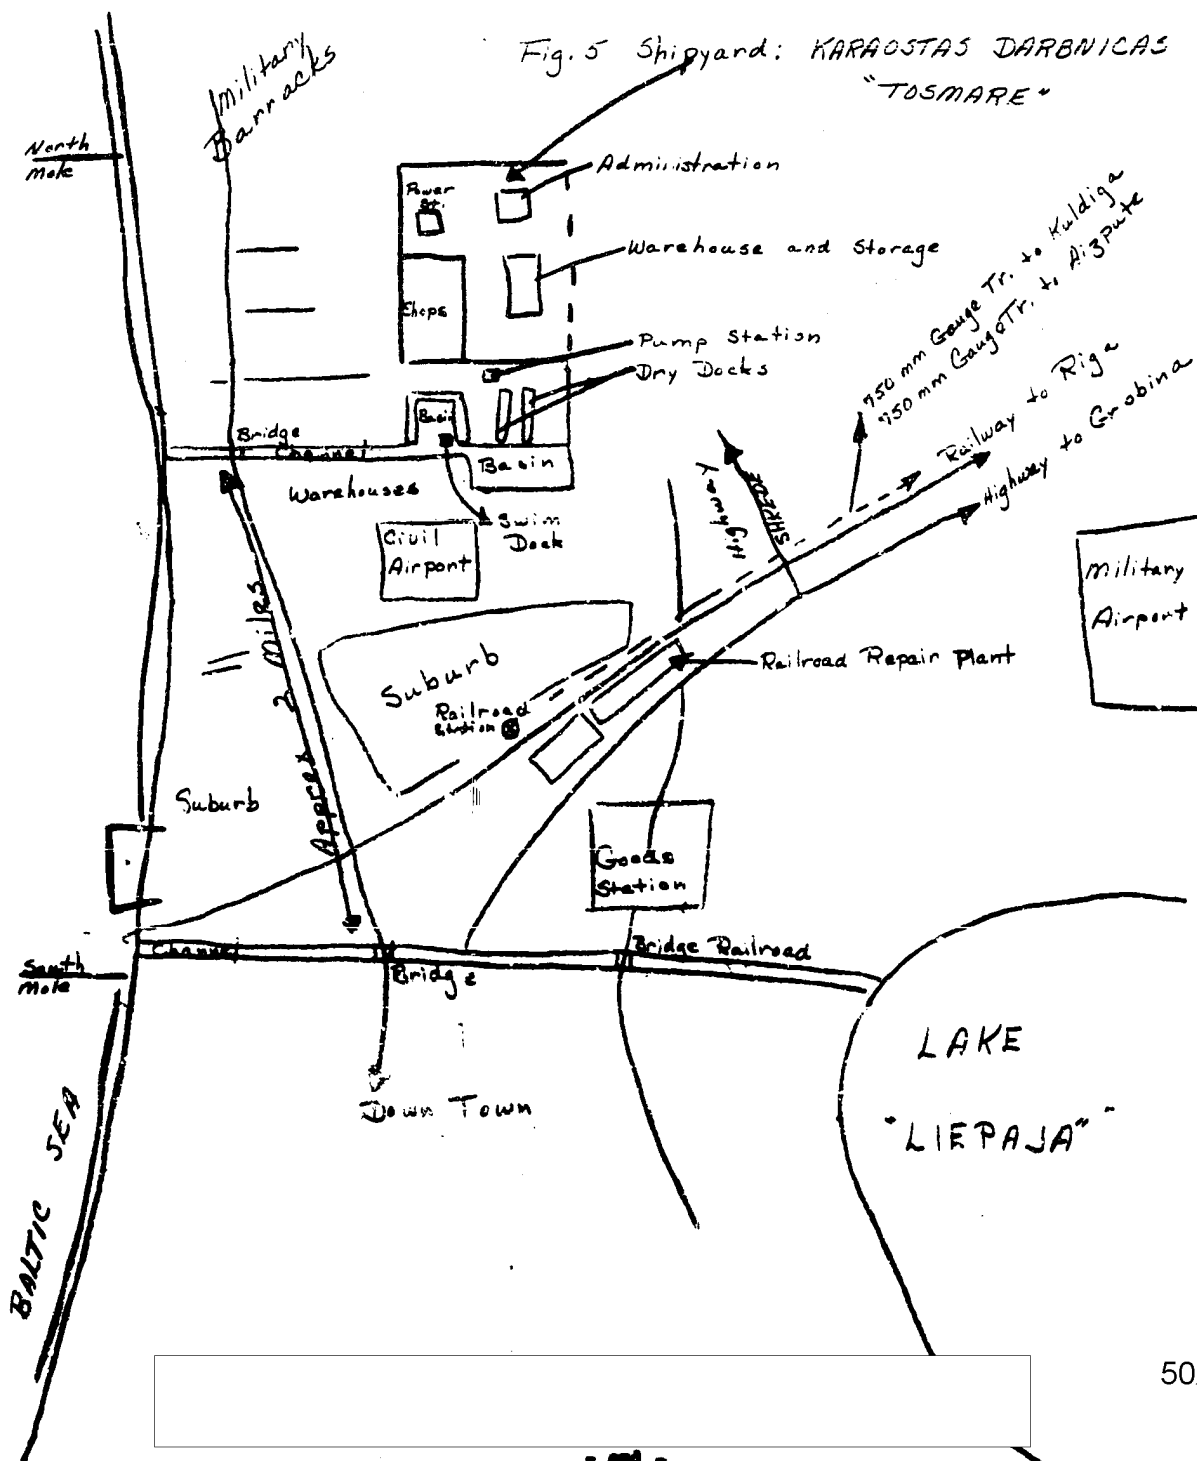 Fig. 5 Shipyard: KARAOSTAS DARBNICAS
"TOSMARE"
Military
Barracks
North
Mole
Administration
Power
St.
Warehouse and Storage
Shops
Pump Station
Dry Docks
750 mm Gauge Tr. to Kuldiga
750 mm Gauge Tr. to Aizpute
Railway to Riga
Highway to Grobina
Basin
Bridge
Channel
Basin
Warehouses
Swim
Dock
Civil
Airport
Highway
SHKEDE
Military
Airport
Approx 2 Miles
Suburb
Railroad
Station
Railroad Repair Plant
Suburb
Goods
Station
Channel
Bridge
Bridge Railroad
South
Mole
Down Town
LAKE
"LIEPAJA"
BALTIC SEA